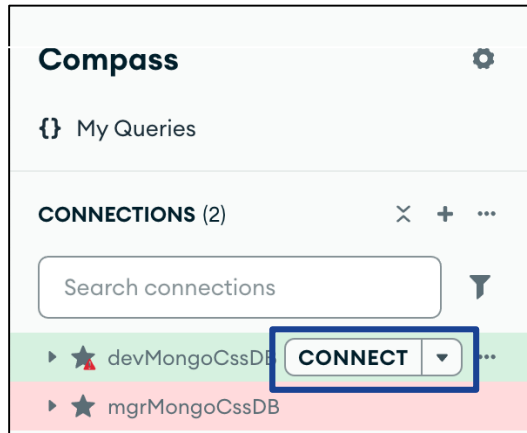 Compass
{} My Queries
CONNECTIONS (2)
Search connections
devMongoCssDB CONNECT
mgrMongoCssDB